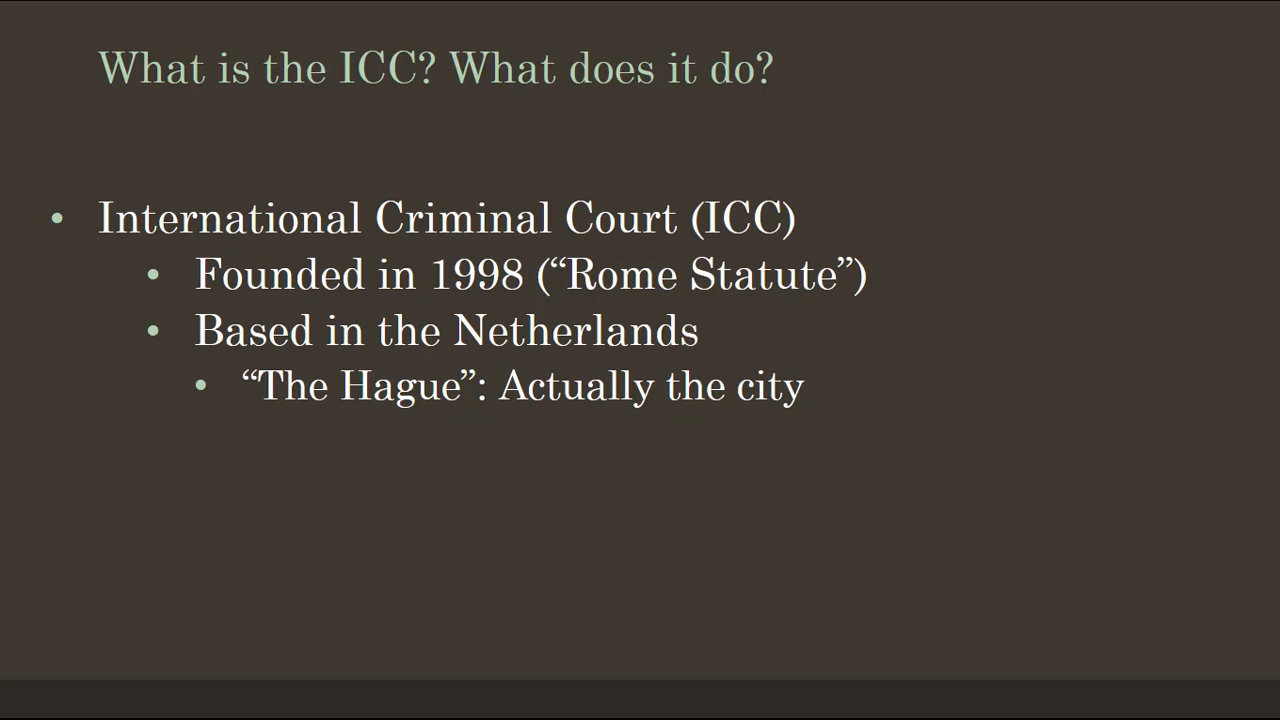 What is the ICC? What does it do?
• International Criminal Court (ICC)
• Founded in 1998 (“Rome Statute”)
• Based in the Netherlands
• “The Hague”: Actually the city